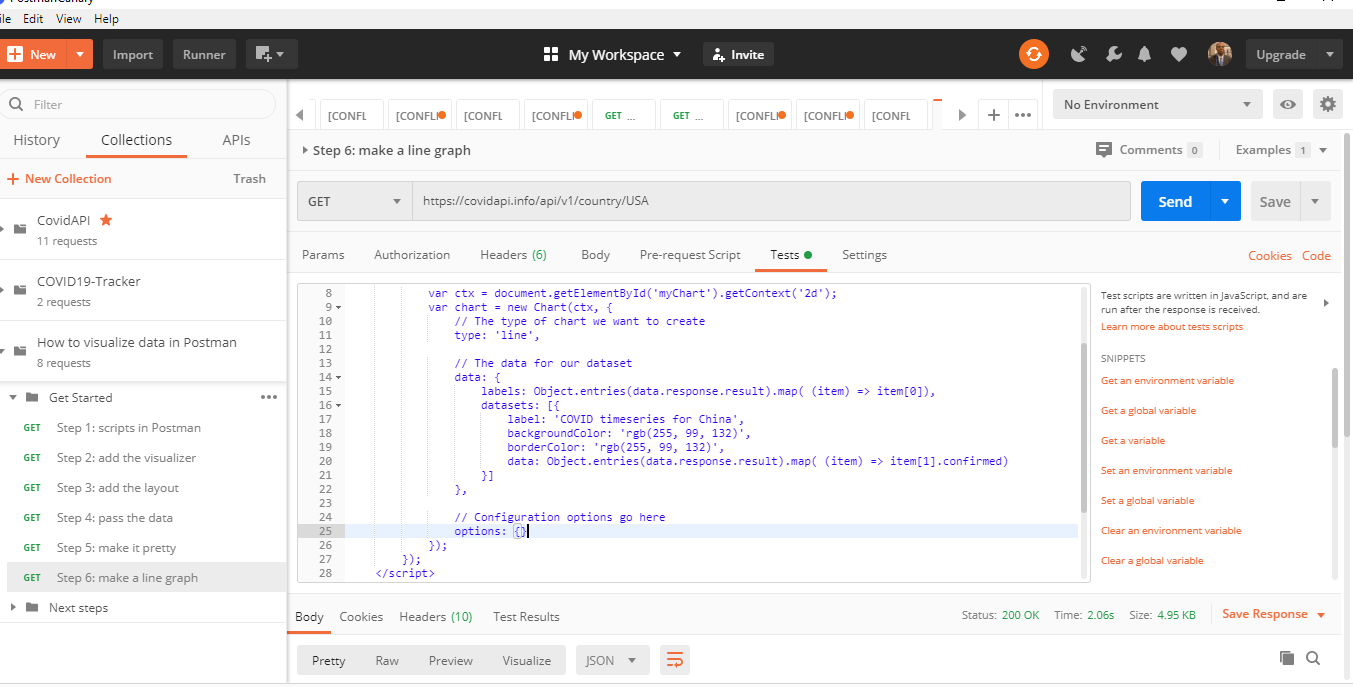 PostmanCanary
ile Edit View Help
New Import Runner My Workspace Invite Upgrade
Filter
History Collections APIs
+ New Collection Trash
CovidAPI
11 requests
COVID19-Tracker
2 requests
How to visualize data in Postman
8 requests
Get Started
GET Step 1: scripts in Postman
GET Step 2: add the visualizer
GET Step 3: add the layout
GET Step 4: pass the data
GET Step 5: make it pretty
GET Step 6: make a line graph
Next steps
[CONFL [CONFLI [CONFL [CONFLI GET ... GET ... [CONFLI [CONFLI [CONFL
No Environment
Step 6: make a line graph
Comments 0 Examples 1
GET https://covidapi.info/api/v1/country/USA Send Save
Params Authorization Headers (6) Body Pre-request Script Tests Settings Cookies Code
8 var ctx = document.getElementById('myChart').getContext('2d');
9 var chart = new Chart(ctx, {
10 // The type of chart we want to create
11 type: 'line',
12
13 // The data for our dataset
14 data: {
15 labels: Object.entries(data.response.result).map( (item) => item[0]),
16 datasets: [{
17 label: 'COVID timeseries for China',
18 backgroundColor: 'rgb(255, 99, 132)',
19 borderColor: 'rgb(255, 99, 132)',
20 data: Object.entries(data.response.result).map( (item) => item[1].confirmed)
21 }]
22 },
23
24 // Configuration options go here
25 options: {}
26 });
27 });
28 </script>
Test scripts are written in JavaScript, and are
run after the response is received.
Learn more about tests scripts
SNIPPETS
Get an environment variable
Get a global variable
Get a variable
Set an environment variable
Set a global variable
Clear an environment variable
Clear a global variable
Body Cookies Headers (10) Test Results Status: 200 OK Time: 2.06s Size: 4.95 KB Save Response
Pretty Raw Preview Visualize JSON